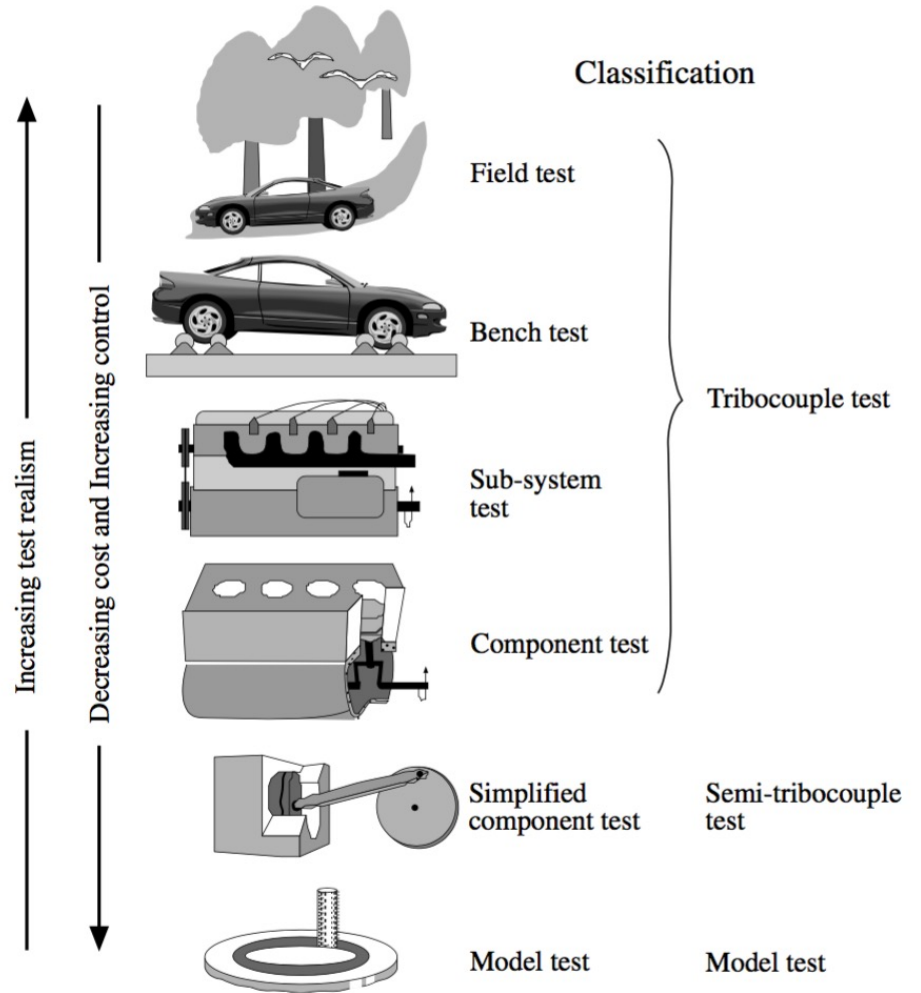 Classification
Field test
Bench test
Tribocouple test
Sub-system
test
Component test
Simplified
component test
Semi-tribocouple
test
Model test
Model test
Increasing test realism
Decreasing cost and Increasing control